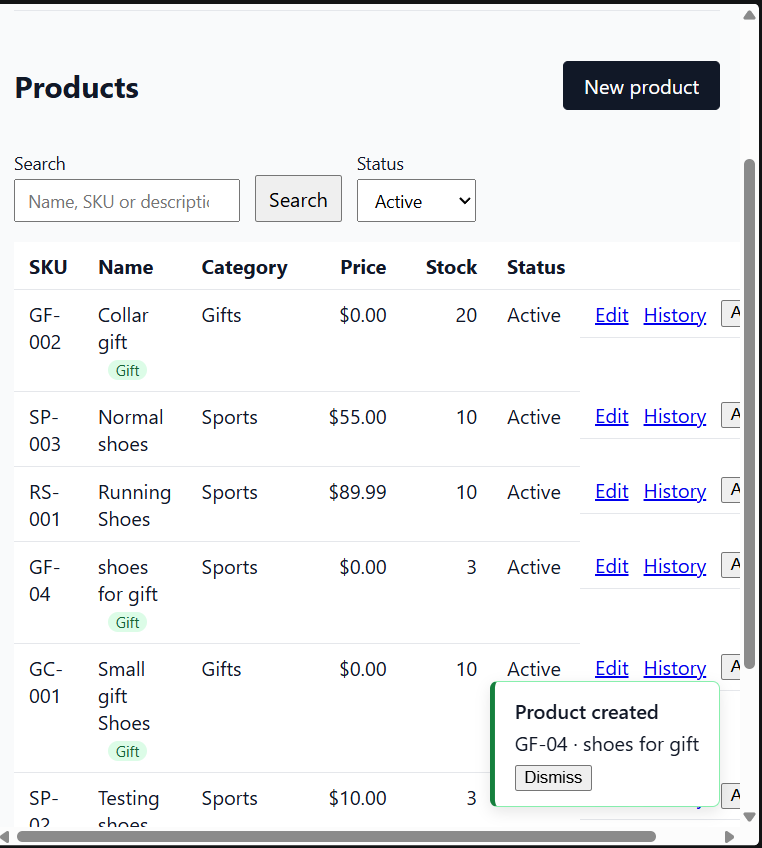 Products
New product
Search
Status
Name, SKU or descriptic
Search
Active
SKU Name Category Price Stock Status
GF-002 Collar gift Gifts $0.00 20 Active Edit History A
Gift
SP-003 Normal shoes Sports $55.00 10 Active Edit History A
RS-001 Running Shoes Sports $89.99 10 Active Edit History A
GF-04 shoes for gift Sports $0.00 3 Active Edit History A
Gift
GC-001 Small gift Shoes Gifts $0.00 10 Active Edit History A
Gift
SP-02 Testing shoes Sports $10.00 3 A
Product created
GF-04 · shoes for gift
Dismiss